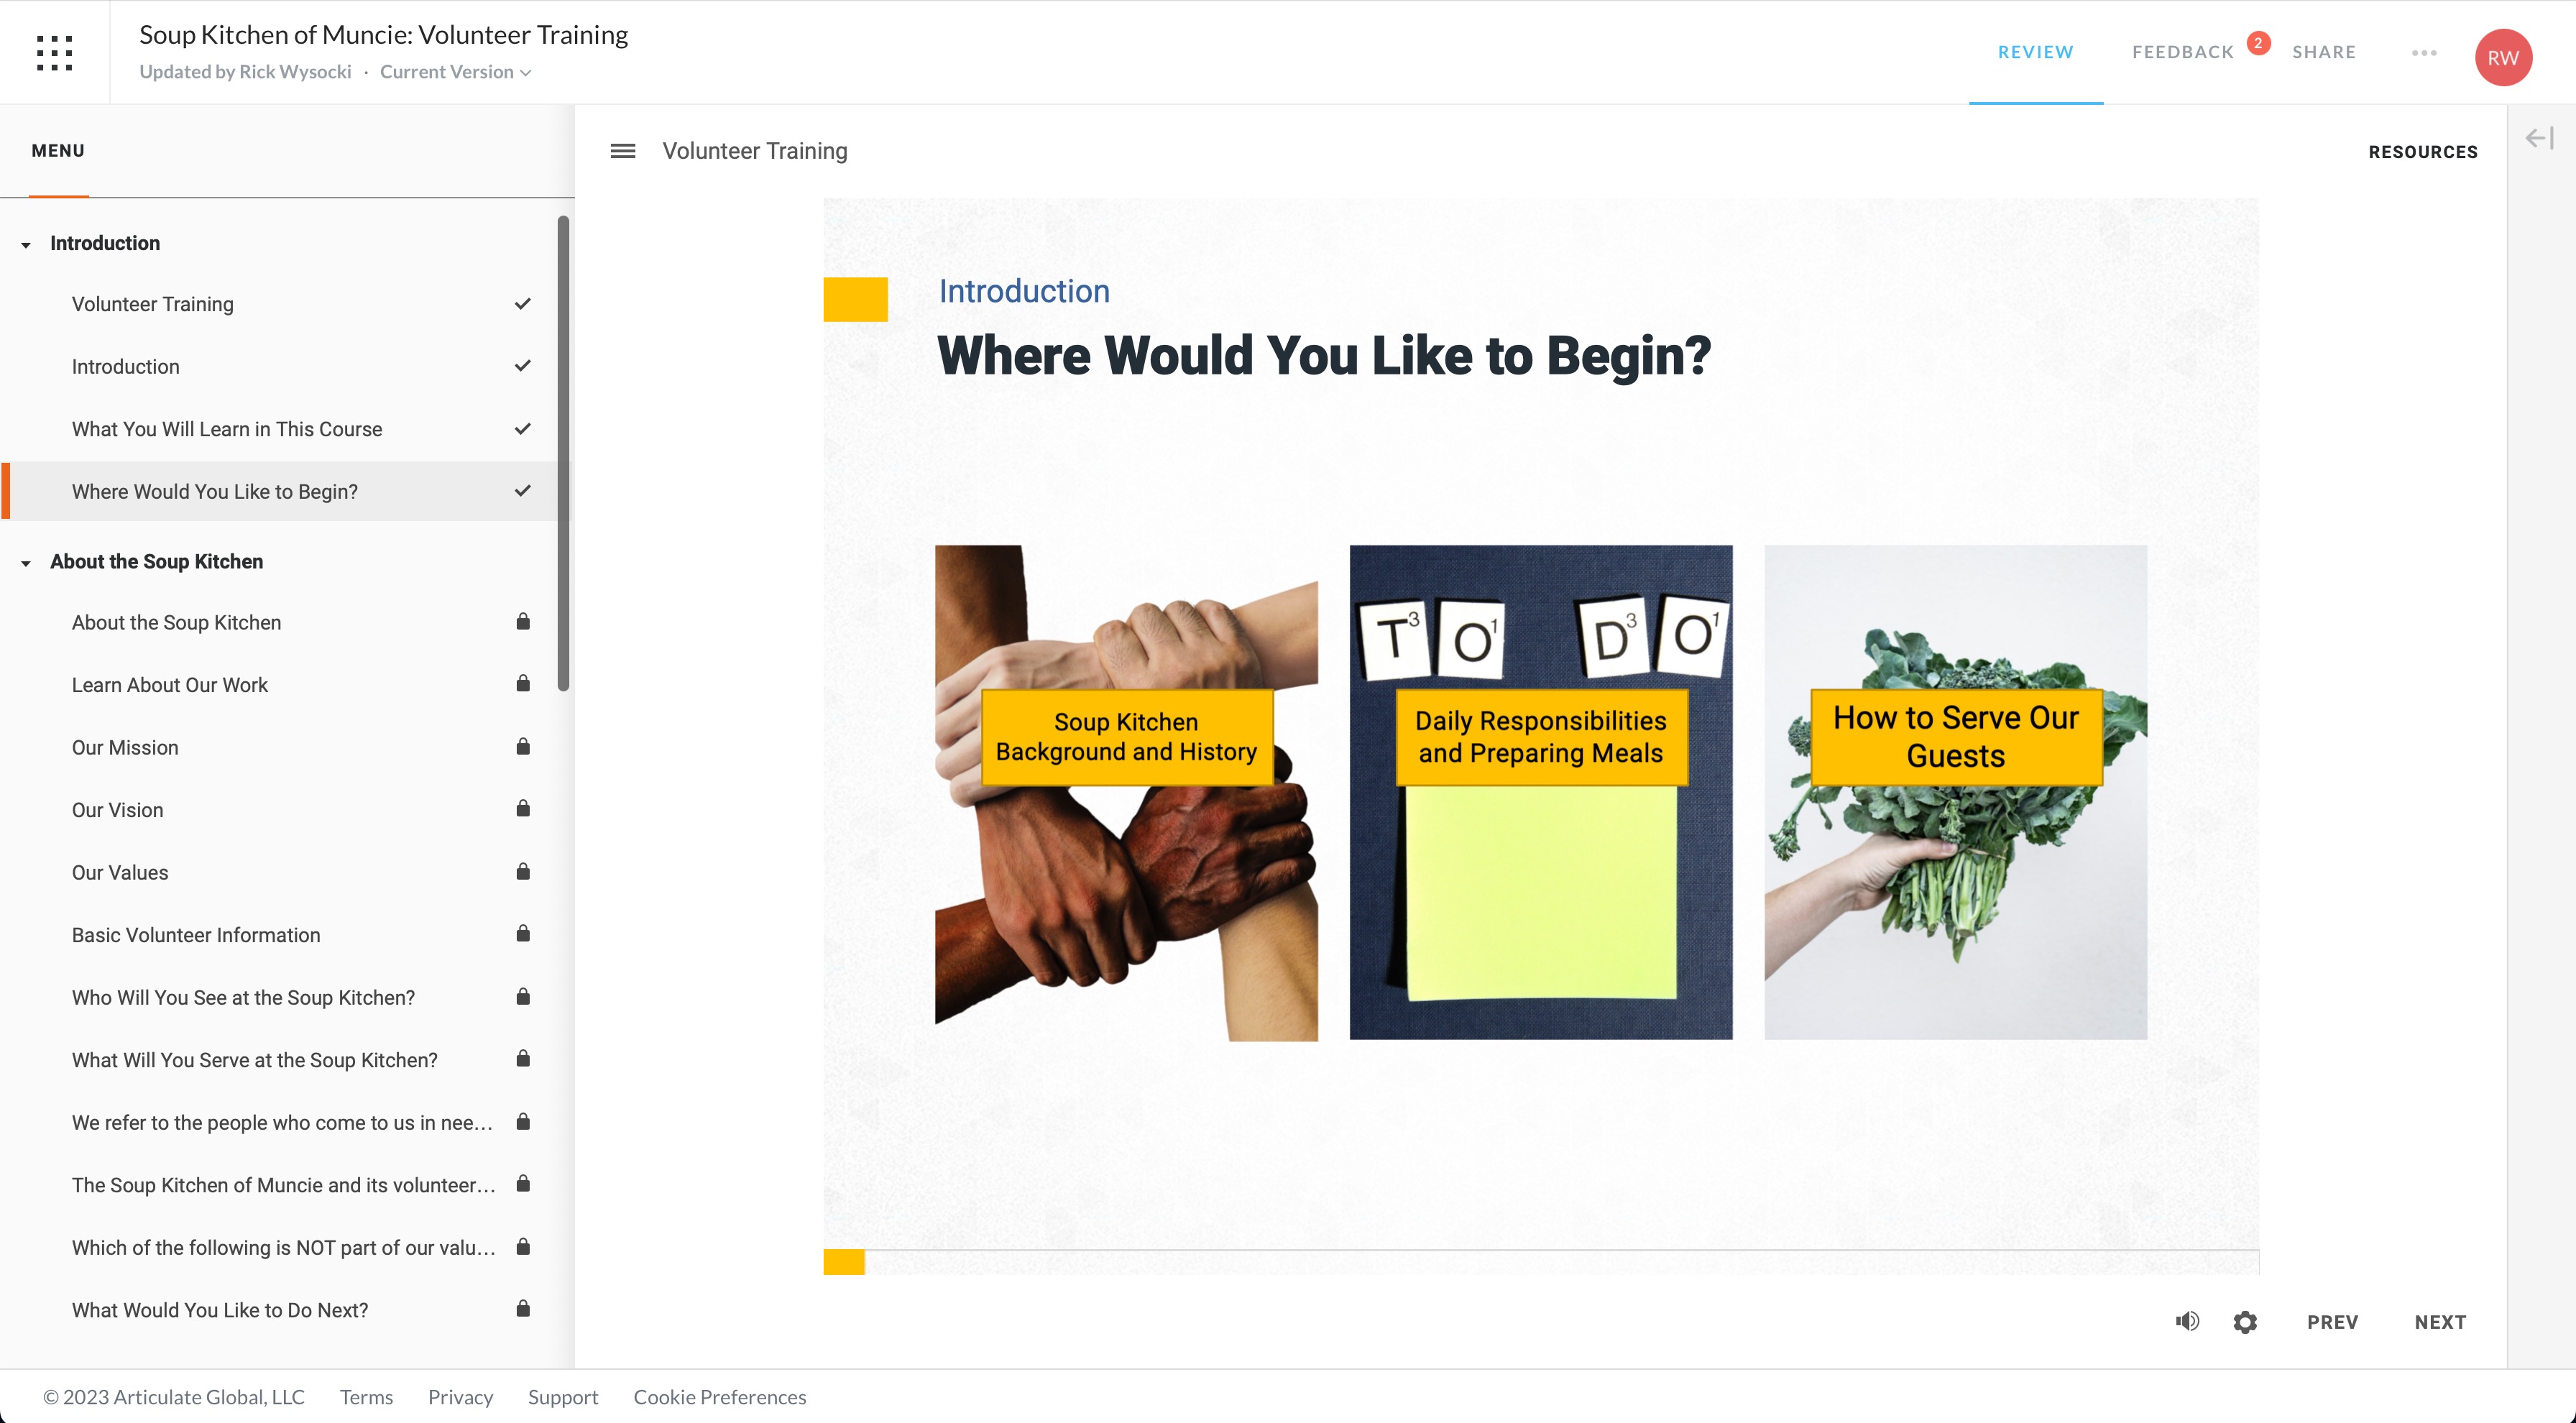 Soup Kitchen of Muncie: Volunteer Training
Updated by Rick Wysocki · Current Version
REVIEW
FEEDBACK
2
SHARE
RW
MENU
Introduction
Volunteer Training
Introduction
What You Will Learn in This Course
Where Would You Like to Begin?
About the Soup Kitchen
About the Soup Kitchen
Learn About Our Work
Our Mission
Our Vision
Our Values
Basic Volunteer Information
Who Will You See at the Soup Kitchen?
What Will You Serve at the Soup Kitchen?
We refer to the people who come to us in nee...
The Soup Kitchen of Muncie and its volunteer...
Which of the following is NOT part of our valu...
What Would You Like to Do Next?
Volunteer Training
RESOURCES
Introduction
Where Would You Like to Begin?
Soup Kitchen
Background and History
T3 O1 D3 O1
Daily Responsibilities
and Preparing Meals
How to Serve Our
Guests
PREV
NEXT
© 2023 Articulate Global, LLC Terms Privacy Support Cookie Preferences